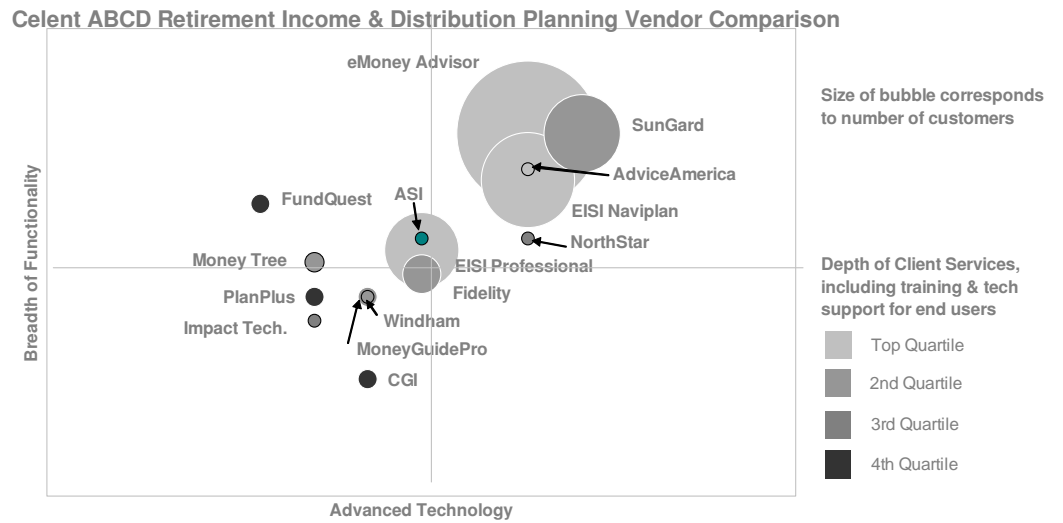 Celent ABCD Retirement Income & Distribution Planning Vendor Comparison
eMoney Advisor
Size of bubble corresponds
to number of customers
SunGard
AdviceAmerica
FundQuest
ASI
EISI Naviplan
NorthStar
Breadth of Functionality
Money Tree
EISI Professional
Fidelity
PlanPlus
Impact Tech.
Windham
MoneyGuidePro
CGI
Depth of Client Services,
including training & tech
support for end users
Top Quartile
2nd Quartile
3rd Quartile
4th Quartile
Advanced Technology